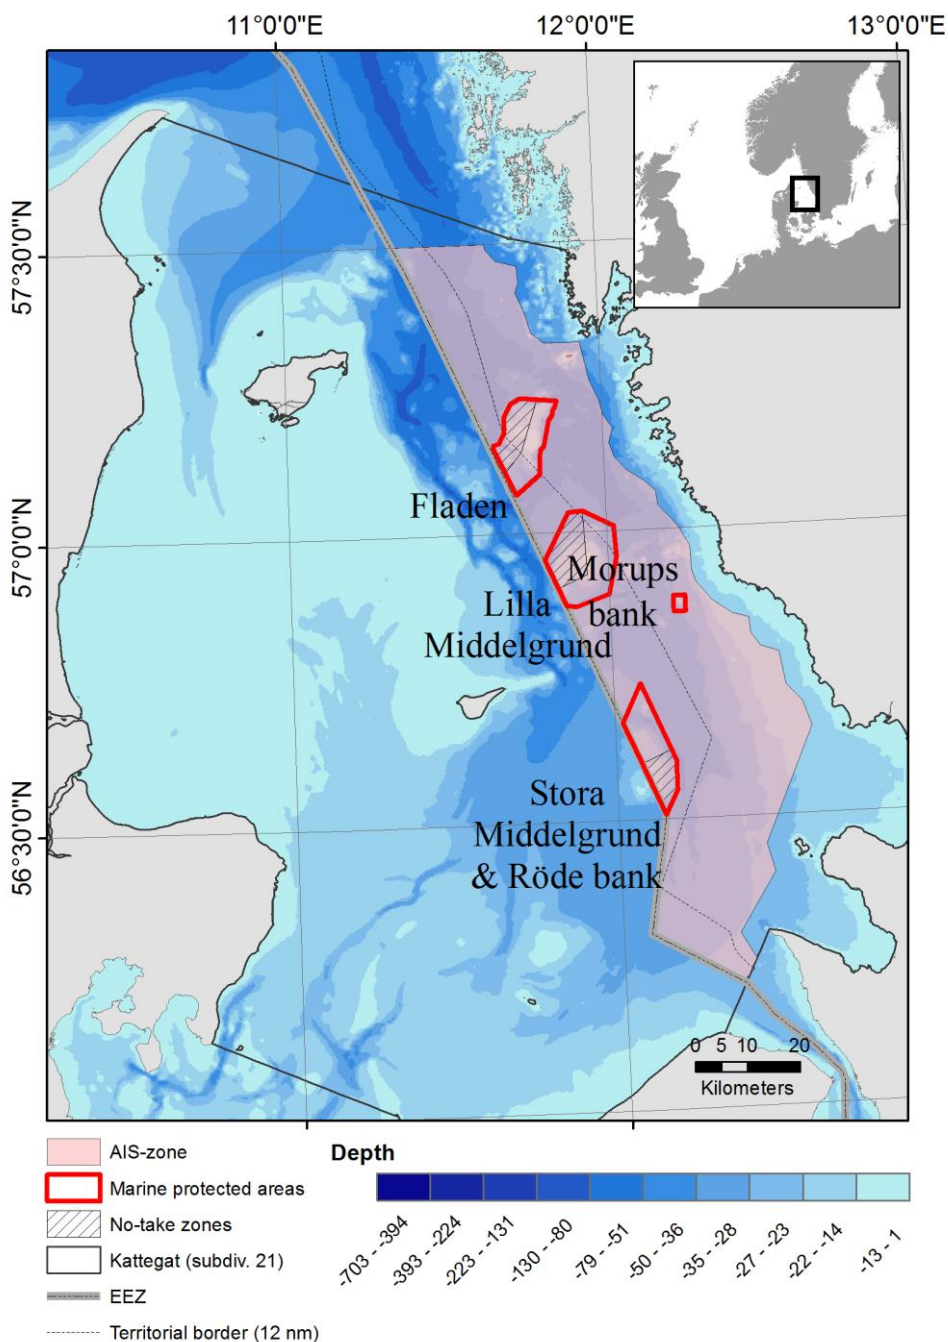 11°0'0"E 12°0'0"E 13°0'0"E
57°30'0"N
57°0'0"N
56°30'0"N
Fladen
Lilla
Middelgrund
Morups
bank
Stora
Middelgrund
& Röde bank
0 5 10 20
Kilometers
AIS-zone
Marine protected areas
No-take zones
Kattegat (subdiv. 21)
EEZ
Territorial border (12 nm)
Depth
-703 - -394
-393 - -224
-223 - -131
-130 - -80
-79 - -51
-50 - -36
-35 - -28
-27 - -23
-22 - -14
-13 - 1